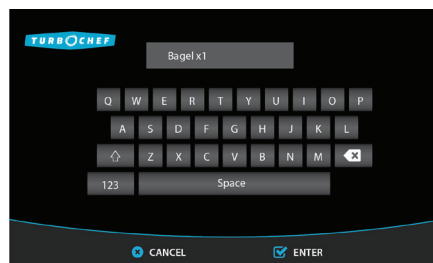 TURBOCHEF
Bagel x1
Q W E R T Y U I O P
A S D F G H J K L
Z X C V B N M
123 Space
CANCEL ENTER